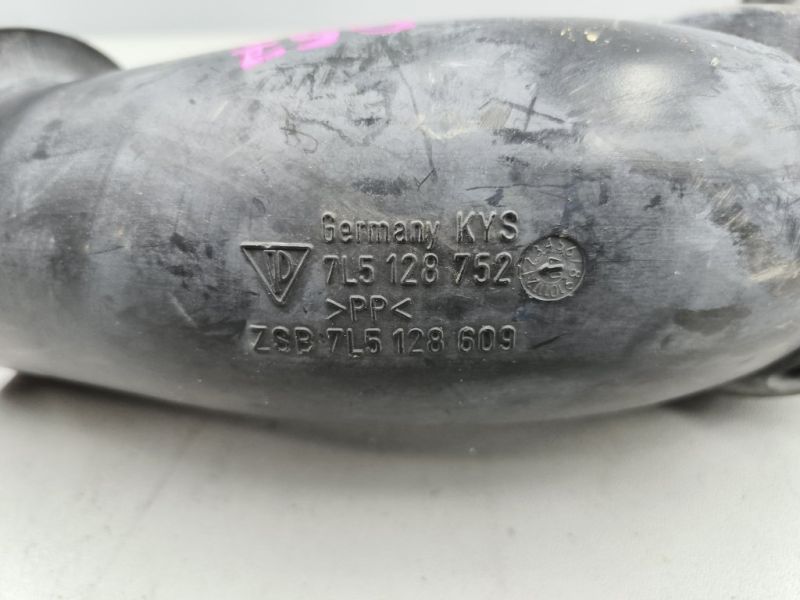 Germany KYS
7L5 128 752
>PP<
ZSB 7L5 128 609